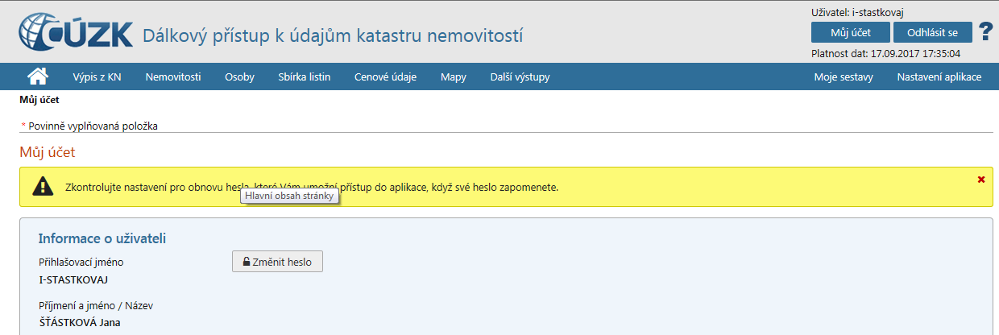 Uživatel: i-stastkovaj
ČÚZK Dálkový přístup k údajům katastru nemovitostí
Můj účet Odhlásit se ?
Platnost dat: 17.09.2017 17:35:04
Výpis z KN Nemovitosti Osoby Sbírka listin Cenové údaje Mapy Další výstupy Moje sestavy Nastavení aplikace
Můj účet
* Povinně vyplňovaná položka
Můj účet
Zkontrolujte nastavení pro obnovu hesla, které Vám umožní přístup do aplikace, když své heslo zapomenete.
Hlavní obsah stránky
Informace o uživateli
Přihlašovací jméno
Změnit heslo
I-STASTKOVAJ
Příjmení a jméno / Název
ŠŤÁSTKOVÁ Jana